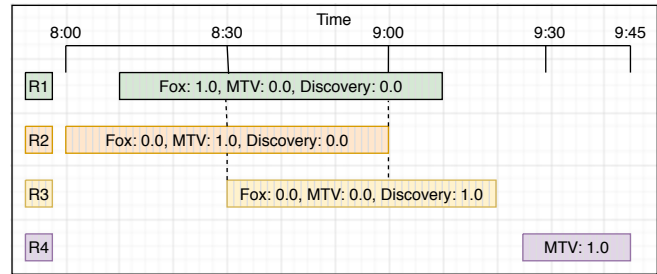 Time
8:00 8:30 9:00 9:30 9:45
R1 Fox: 1.0, MTV: 0.0, Discovery: 0.0
R2 Fox: 0.0, MTV: 1.0, Discovery: 0.0
R3 Fox: 0.0, MTV: 0.0, Discovery: 1.0
R4 MTV: 1.0